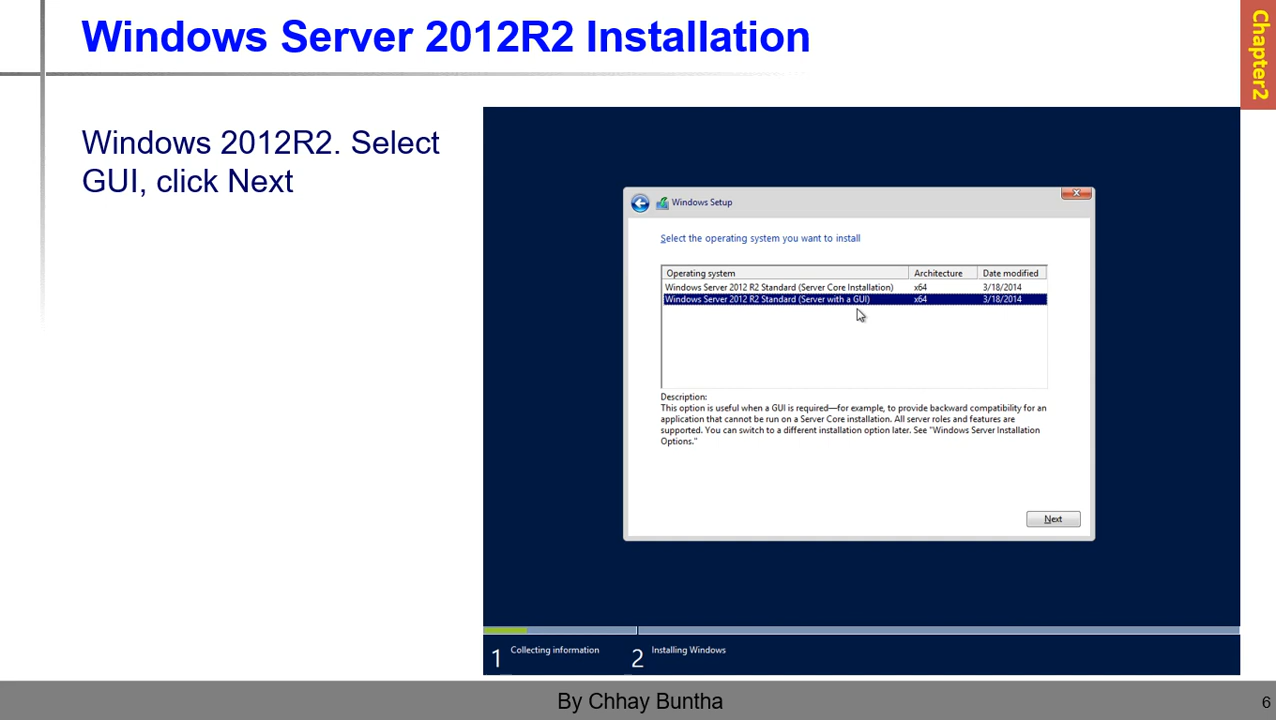 Windows Server 2012R2 Installation
Chapter2
Windows 2012R2. Select
GUI, click Next
Windows Setup
Select the operating system you want to install
Operating system Architecture Date modified
Windows Server 2012 R2 Standard (Server Core Installation) x64 3/18/2014
Windows Server 2012 R2 Standard (Server with a GUI) x64 3/18/2014
Description:
This option is useful when a GUI is required—for example, to provide backward compatibility for an
application that cannot be run on a Server Core installation. All server roles and features are
supported. You can switch to a different installation option later. See "Windows Server Installation
Options."
Next
1 Collecting information 2 Installing Windows
By Chhay Buntha
6